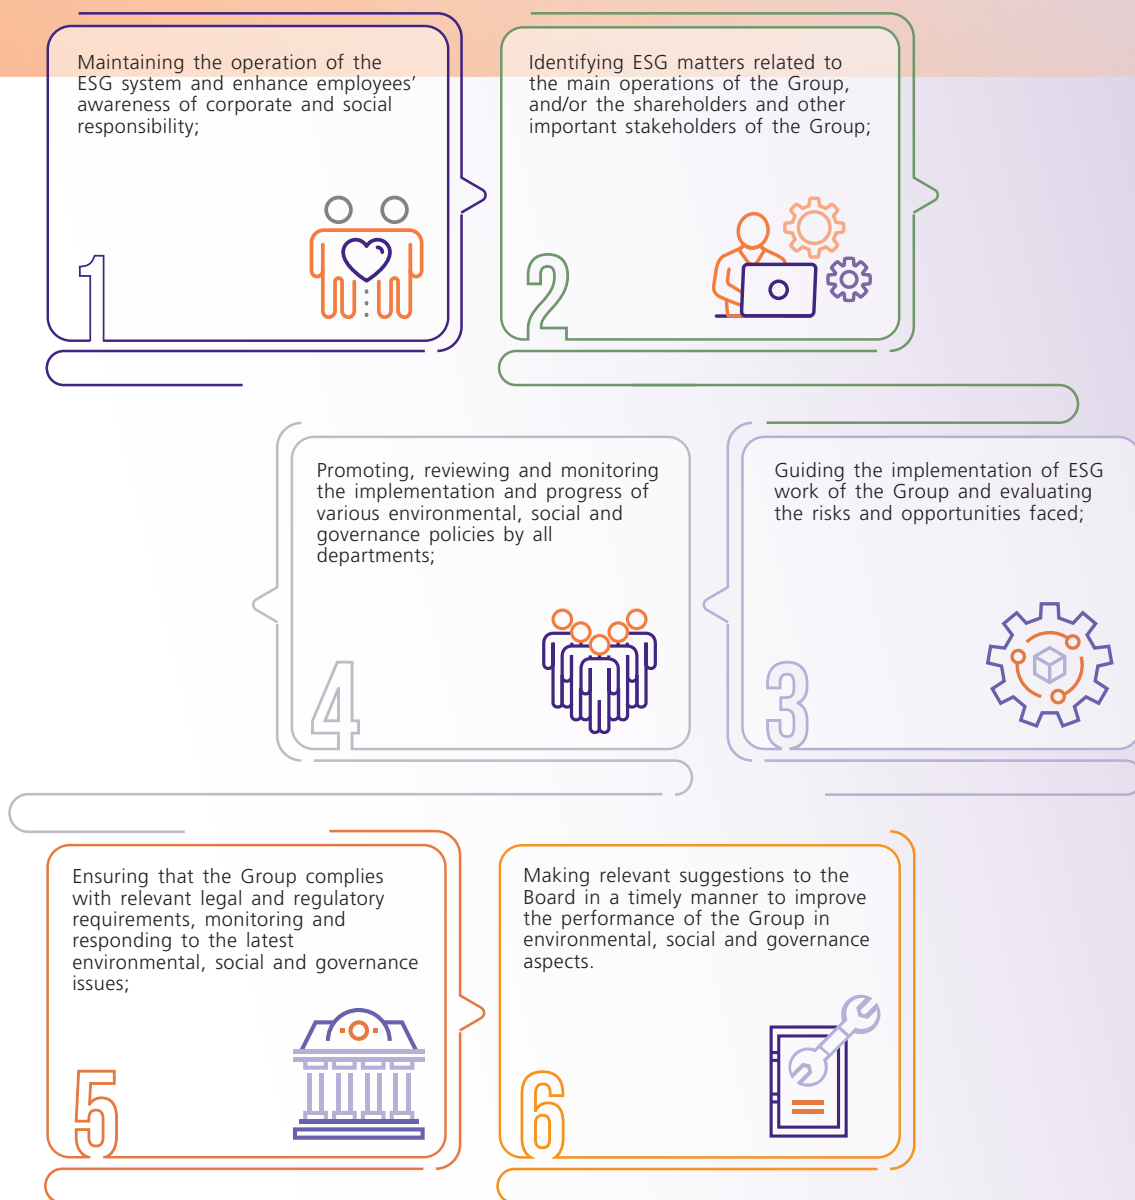 Maintaining the operation of the
ESG system and enhance employees'
awareness of corporate and social
responsibility;
1
Identifying ESG matters related to
the main operations of the Group,
and/or the shareholders and other
important stakeholders of the Group;
2
Guiding the implementation of ESG
work of the Group and evaluating
the risks and opportunities faced;
3
Promoting, reviewing and monitoring
the implementation and progress of
various environmental, social and
governance policies by all
departments;
4
Ensuring that the Group complies
with relevant legal and regulatory
requirements, monitoring and
responding to the latest
environmental, social and governance
issues;
5
Making relevant suggestions to the
Board in a timely manner to improve
the performance of the Group in
environmental, social and governance
aspects.
6